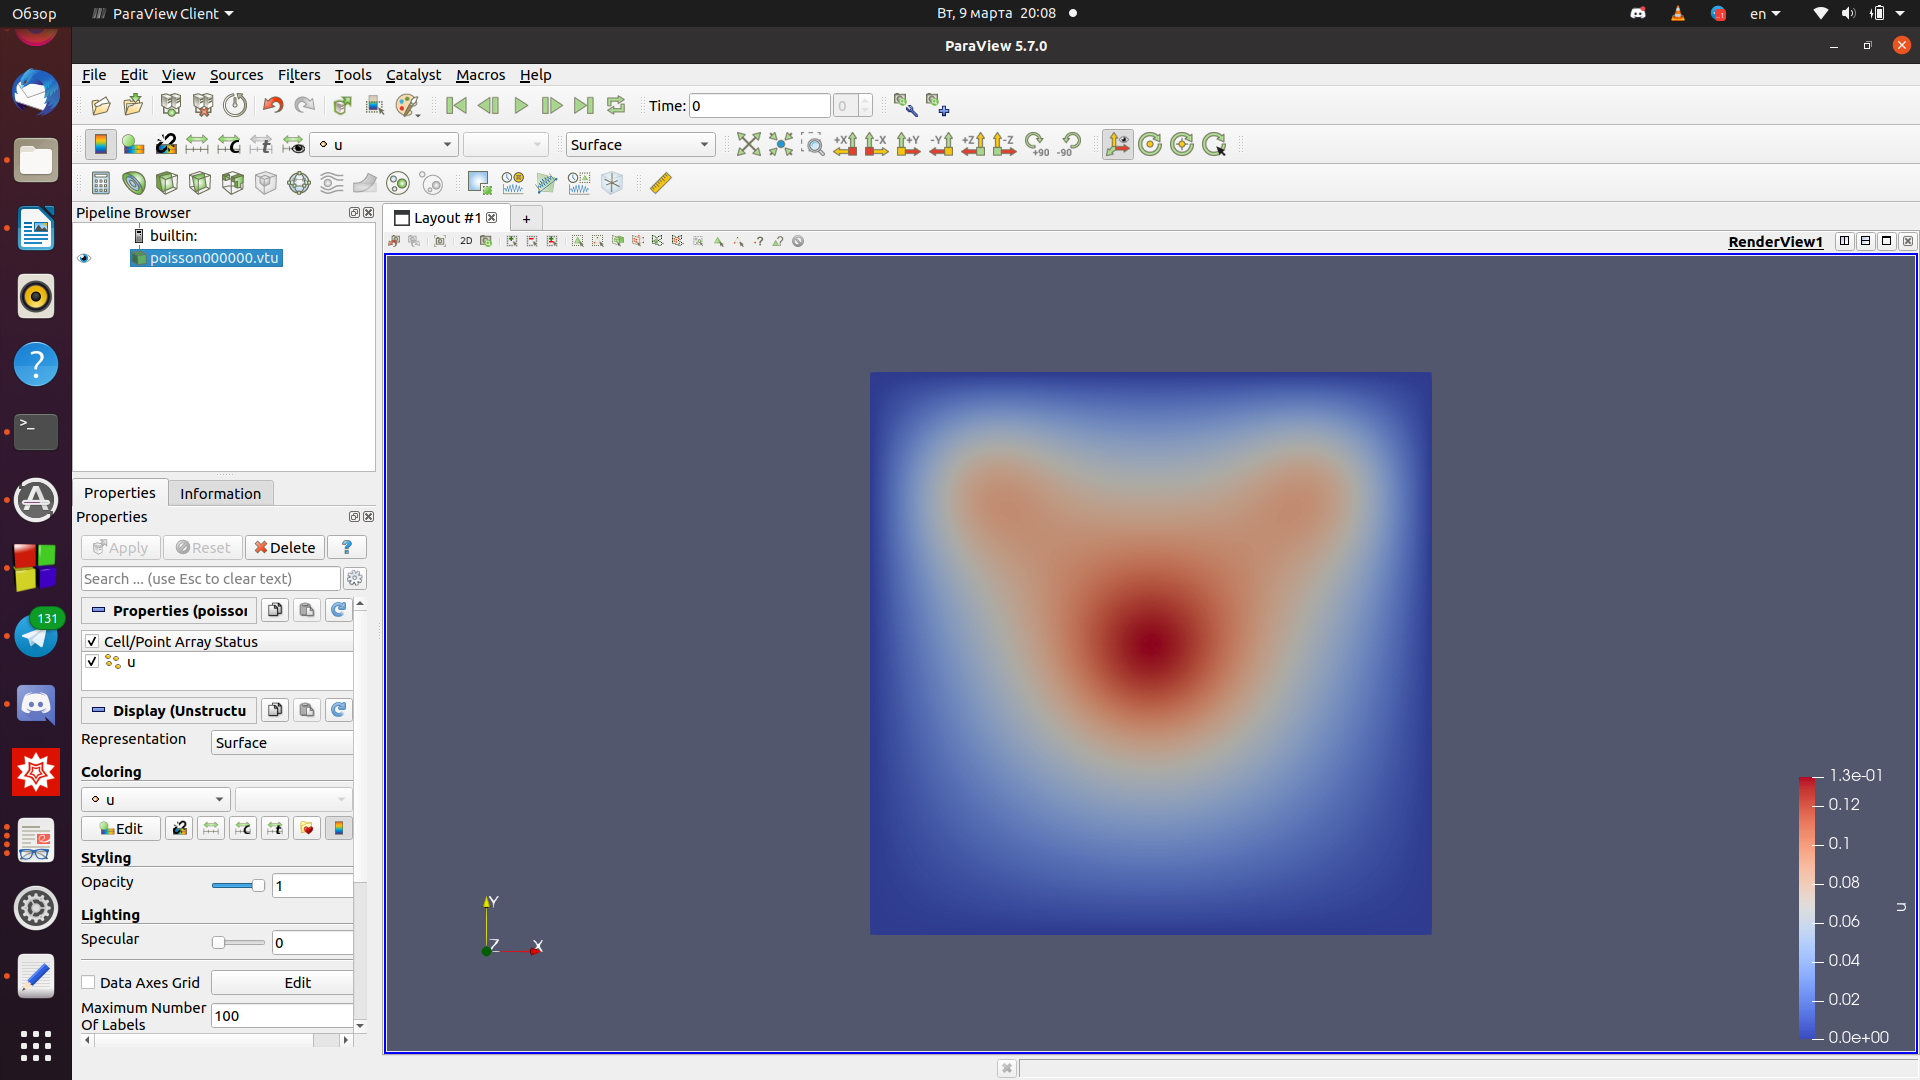 Обзор
ParaView Client
Вт, 9 марта 20:08
en
ParaView 5.7.0
File Edit View Sources Filters Tools Catalyst Macros Help
Time: 0
0
u
Surface
+X -X +Y -Y +Z -Z +90 -90
Pipeline Browser
builtin:
poisson000000.vtu
Layout #1
+
2D
RenderView1
Properties
Information
Properties
Apply
Reset
Delete
?
Search ... (use Esc to clear text)
Properties (poissor
Cell/Point Array Status
u
Display (Unstructu
Representation
Surface
Coloring
u
Edit
Styling
Opacity
1
Lighting
Specular
0
Data Axes Grid
Edit
Maximum Number
Of Labels
100
131
Y
Z
X
1.3e-01
0.12
0.1
0.08
0.06
0.04
0.02
0.0e+00
u